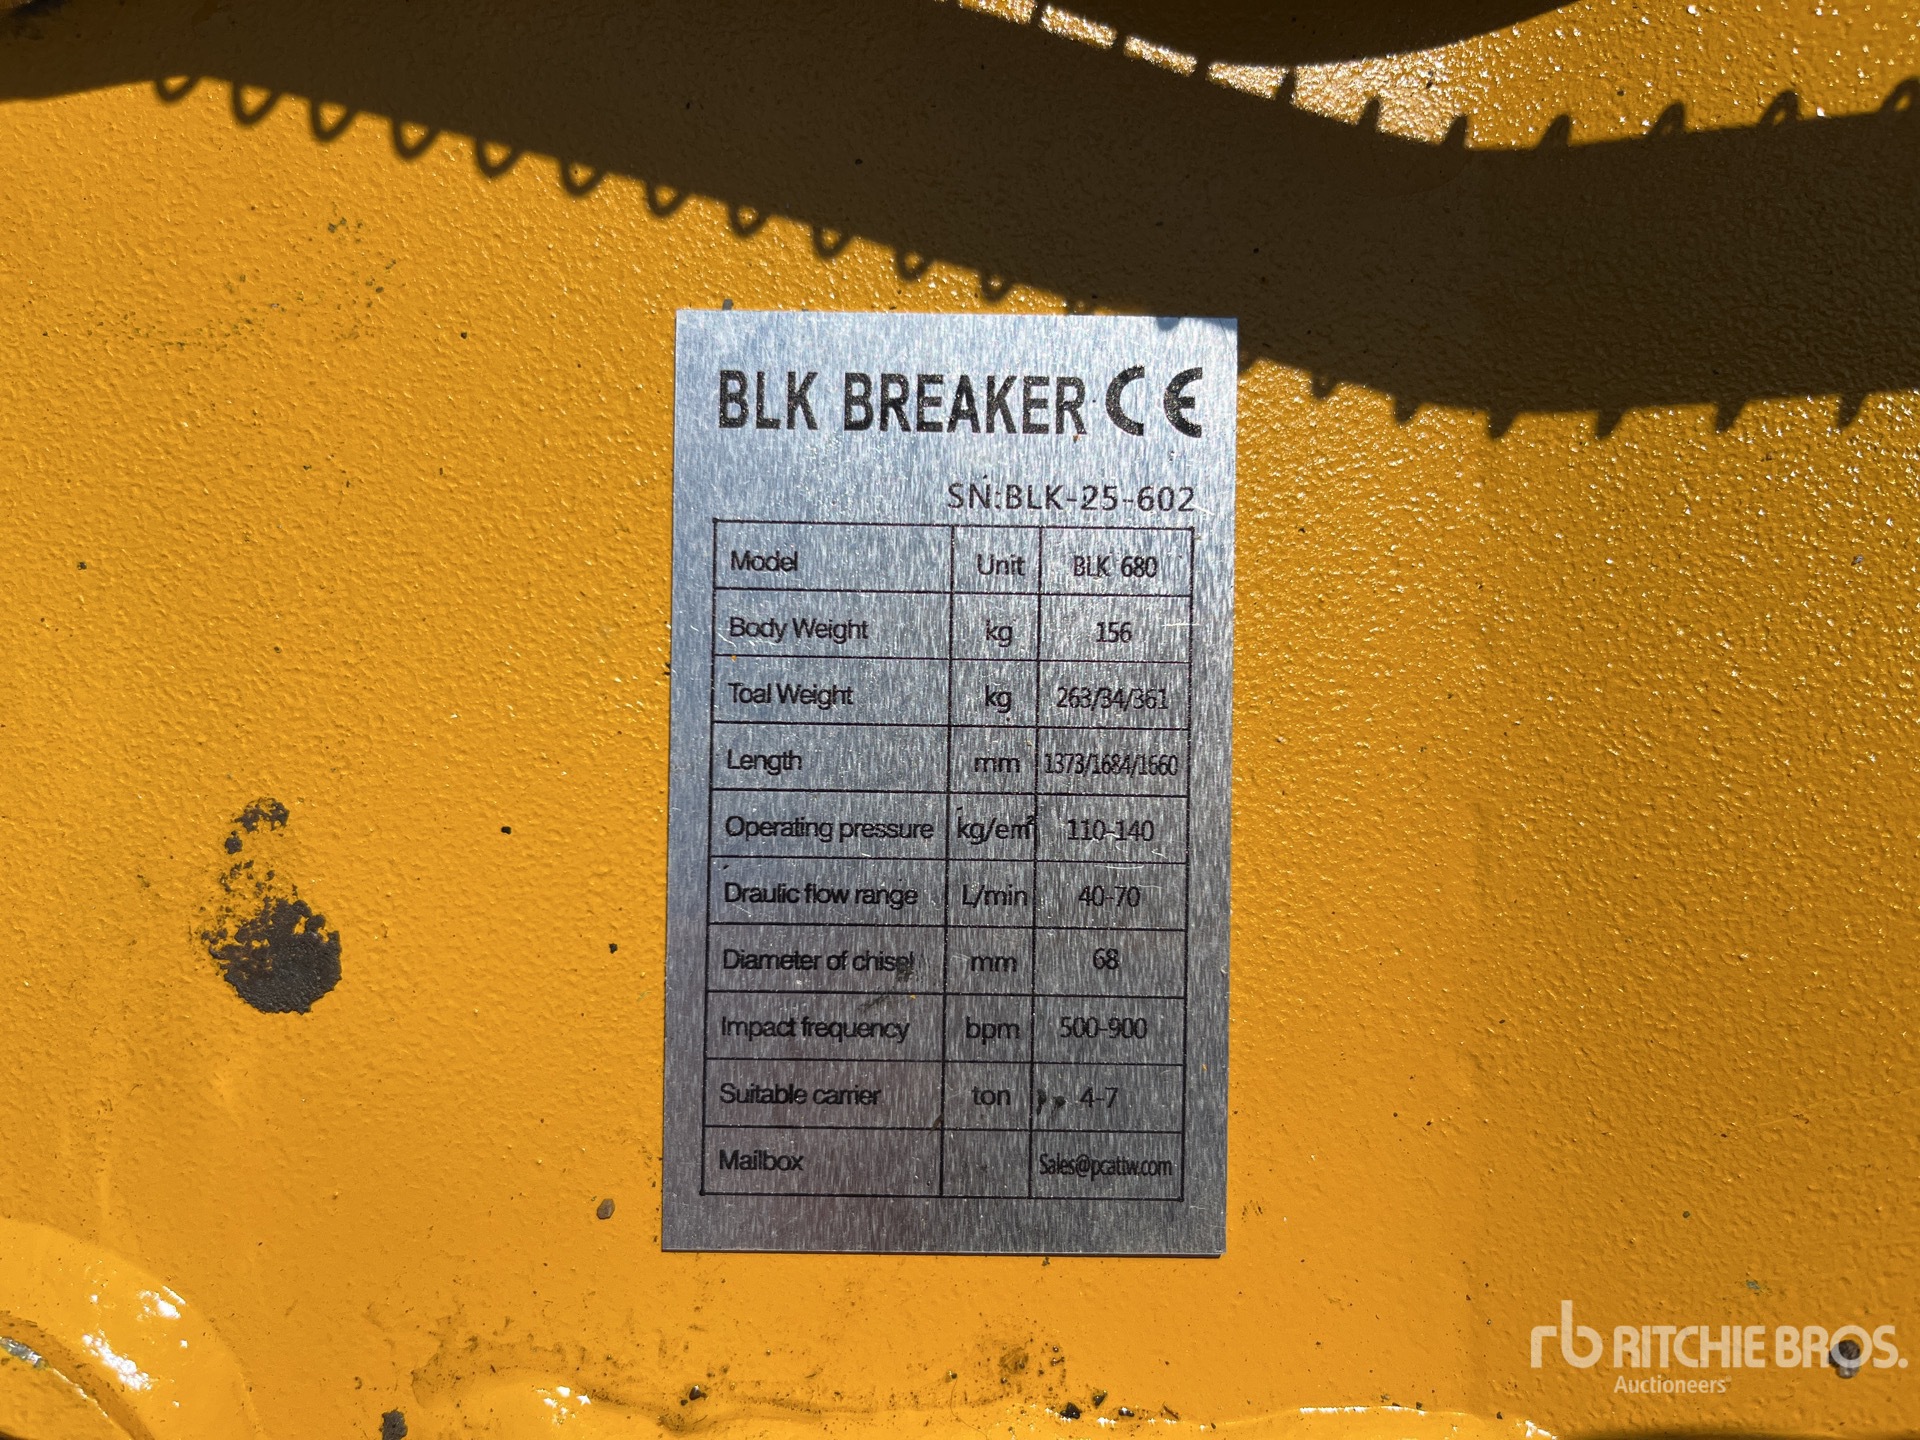 BLK BREAKER CE
SN:BLK-25-602
Model Unit BLK 680
Body Weight kg 156
Toal Weight kg 263/34/361
Length mm 1373/1684/1660
Operating pressure kg/em² 110-140
Draulic flow range L/min 40-70
Diameter of chisel mm 68
Impact frequency bpm 500-900
Suitable carrier ton 4-7
Mailbox Sales@pcattw.com
rb RITCHIE BROS.
Auctioneers